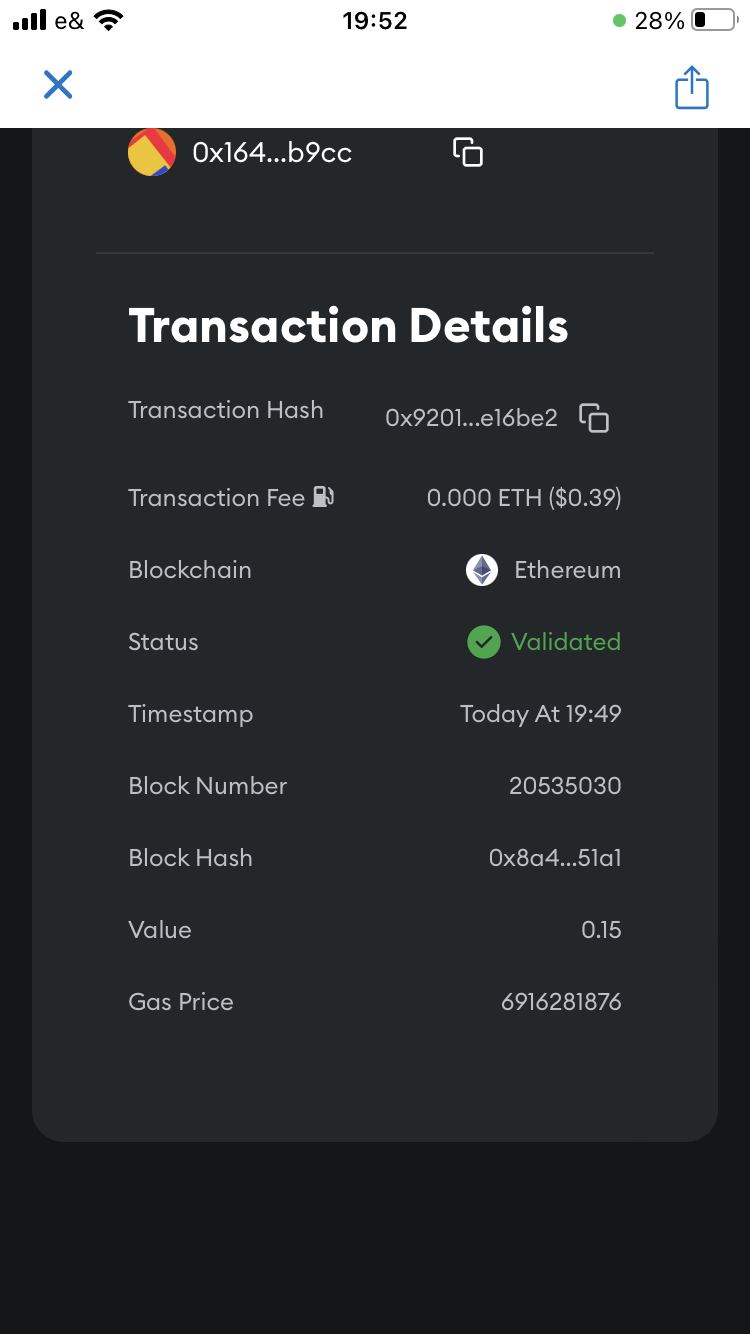 e& 19:52 28%
0x164...b9cc
Transaction Details
Transaction Hash 0x9201...e16be2
Transaction Fee 0.000 ETH ($0.39)
Blockchain Ethereum
Status Validated
Timestamp Today At 19:49
Block Number 20535030
Block Hash 0x8a4...51a1
Value 0.15
Gas Price 6916281876